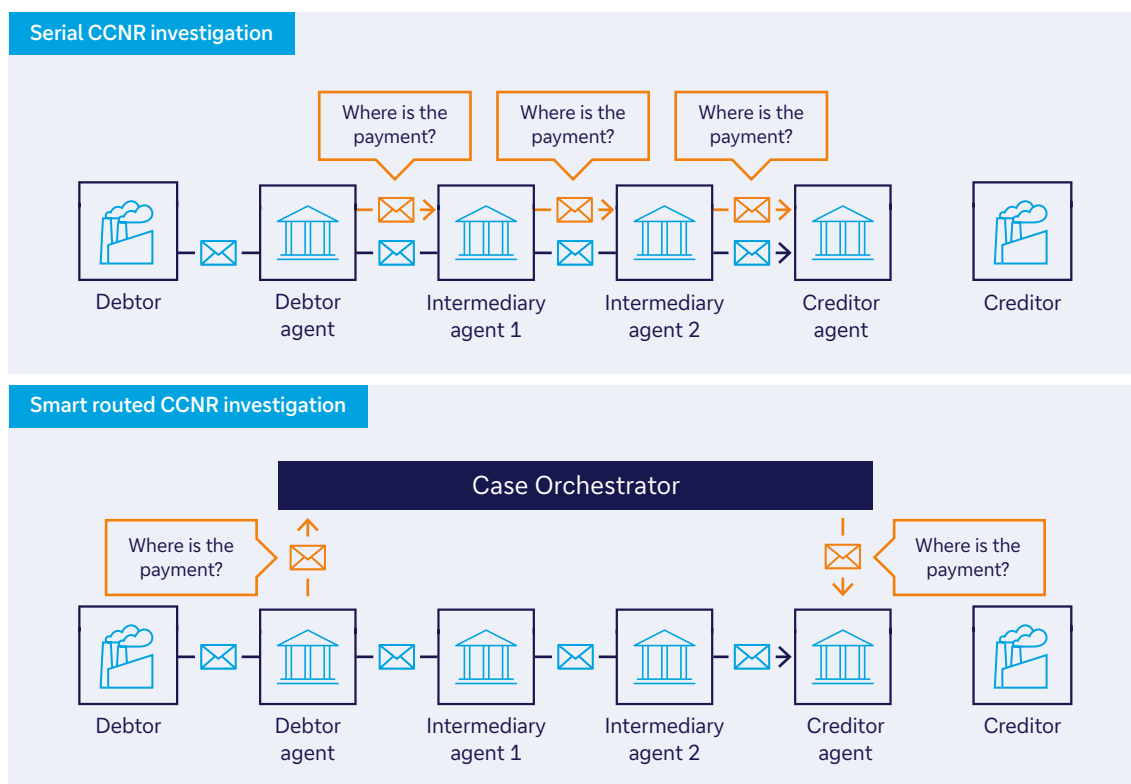 Serial CCNR investigation
Where is the
payment?
Where is the
payment?
Where is the
payment?
Debtor
Debtor
agent
Intermediary
agent 1
Intermediary
agent 2
Creditor
agent
Creditor
Smart routed CCNR investigation
Case Orchestrator
Where is the
payment?
Where is the
payment?
Debtor
Debtor
agent
Intermediary
agent 1
Intermediary
agent 2
Creditor
agent
Creditor